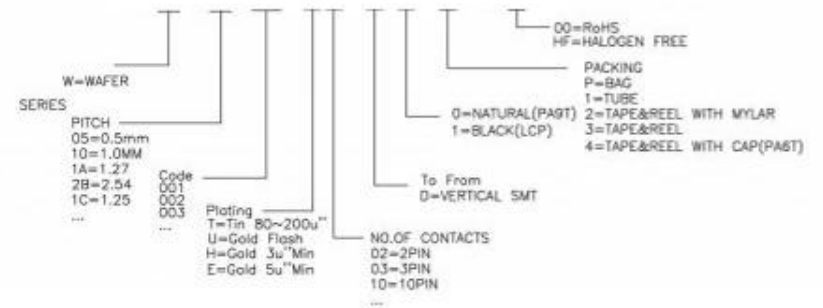 00=RoHS
HF=HALOGEN FREE
W=WAFER
PACKING
P=BAG
1=TUBE
2=TAPE&REEL WITH MYLAR
3=TAPE&REEL
4=TAPE&REEL WITH CAP(PA6T)
SERIES
PITCH
05=0.5mm
10=1.0MM
1A=1.27
2B=2.54
1C=1.25
...
0=NATURAL(PA9T)
1=BLACK(LCP)
Code
001
002
003
...
To From
D=VERTICAL SMT
Plating
T=Tin 80~200u"
U=Gold Flash
H=Gold 3u"Min
E=Gold 5u"Min
NO.OF CONTACTS
02=2PIN
03=3PIN
10=10PIN
...